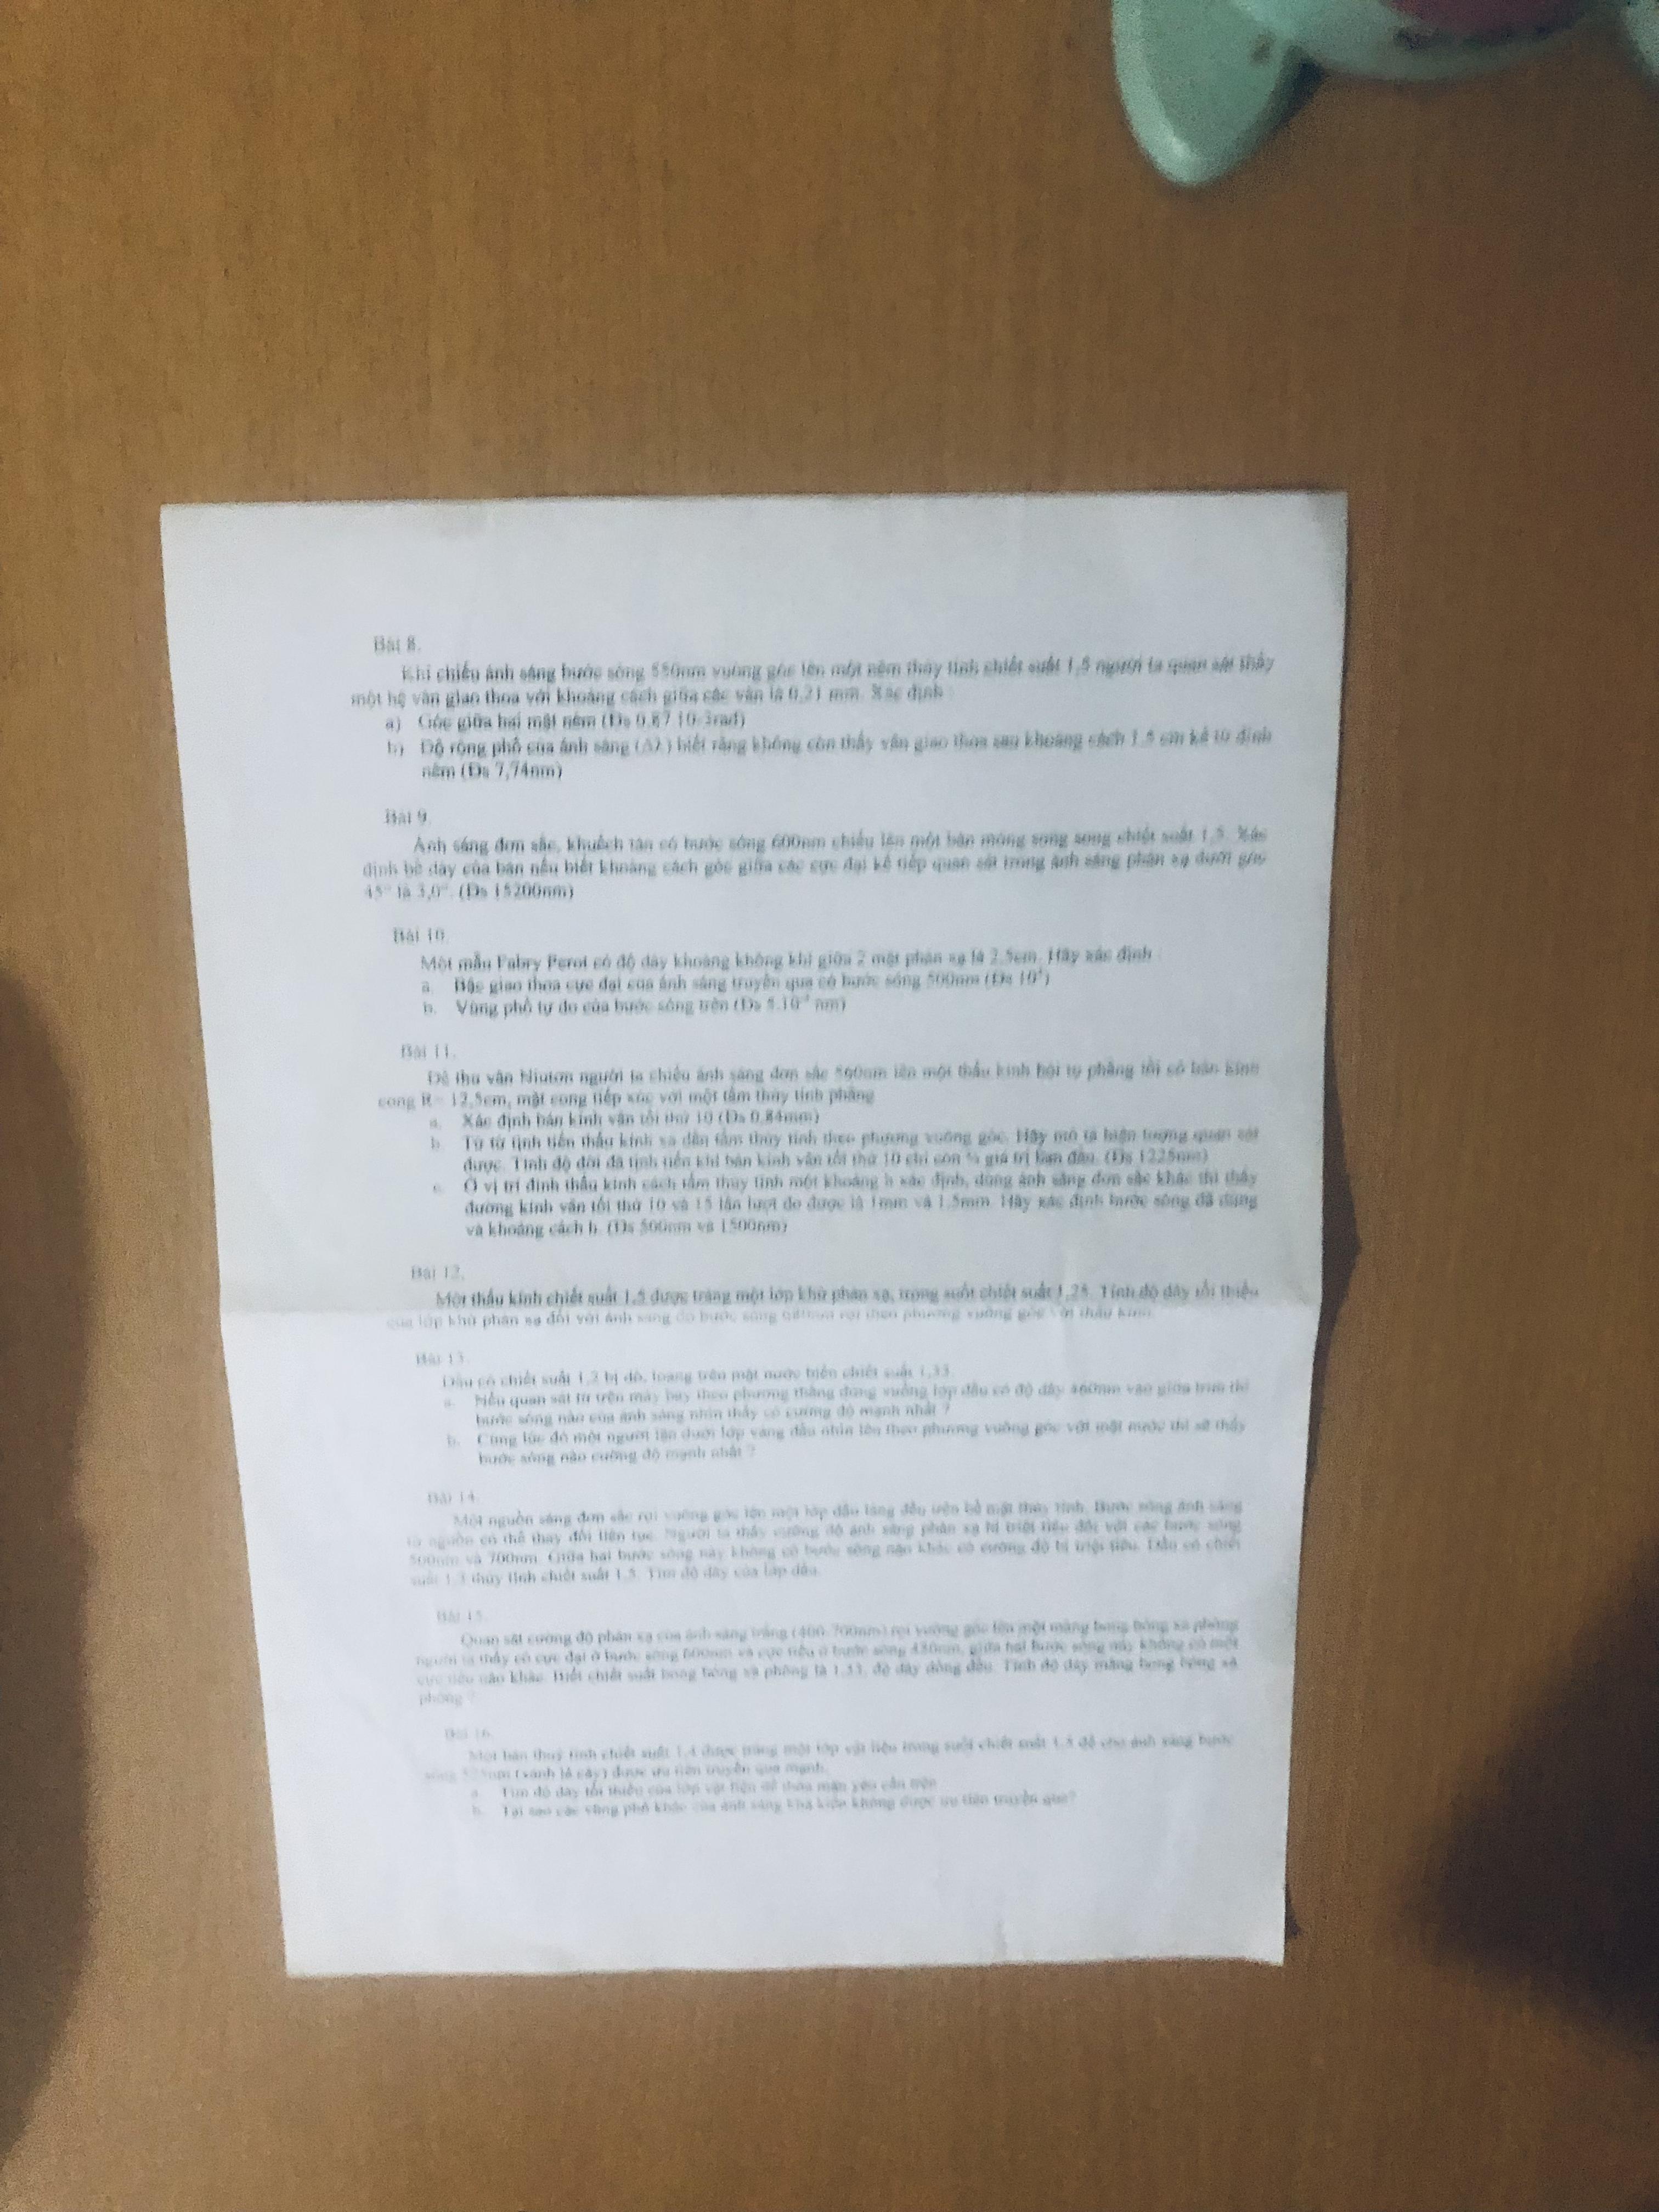 Bài 8.
Khi chiếu ánh sáng bước sóng 550nm vuông góc lên một nêm thủy tinh chiết suất 1,5 người ta quan sát thấy
một hệ vân giao thoa với khoảng cách giữa các vân là 0,21 mm. Xác định
a) Góc giữa hai mặt nêm (Đs 0,87.10-3rad)
b) Độ rộng phổ của ánh sáng (Δλ) biết rằng không còn thấy vân giao thoa sau khoảng cách 1,5 cm kể từ đỉnh
nêm (Đs 7,74nm)
Bài 9.
Ánh sáng đơn sắc, khuếch tán có bước sóng 600nm chiếu lên một bản mỏng song song chiết suất 1,5. Xác
định bề dày của bản nếu biết khoảng cách góc giữa các cực đại kế tiếp quan sát trong ánh sáng phản xạ dưới góc
45° là 3,0°. (Đs 15200nm)
Bài 10.
Một mẫu Fabry Perot có độ dày khoảng không khí giữa 2 mặt phản xạ là 2,5cm. Hãy xác định
a. Bậc giao thoa cực đại của ánh sáng truyền qua có bước sóng 500nm (Đs 10⁵)
b. Vùng phổ tự do của bước sóng trên (Đs 5.10⁻³ nm)
Bài 11.
Để thu vân Niutơn người ta chiếu ánh sáng đơn sắc 560nm lên một thấu kính hội tụ phẳng lồi có bán kính
cong R= 12,5cm, mặt cong tiếp xúc với một tấm thủy tinh phẳng
a. Xác định bán kính vân tối thứ 10 (Đs 0,84mm)
b. Từ từ tịnh tiến thấu kính xa dần tấm thủy tinh theo phương vuông góc. Hãy mô tả hiện tượng quan sát
được. Tính độ dời đã tịnh tiến khi bán kính vân tối thứ 10 chỉ còn ¾ giá trị ban đầu. (Đs 1225nm)
c. Ở vị trí định thấu kính cách tấm thủy tinh một khoảng h xác định, dùng ánh sáng đơn sắc khác thì thấy
đường kính vân tối thứ 10 và 15 lần lượt đo được là 1mm và 1,5mm. Hãy xác định bước sóng đã dùng
và khoảng cách h. (Đs 500nm và 1500nm)
Bài 12.
Một thấu kính chiết suất 1,5 được tráng một lớp khử phản xạ, trong suốt chiết suất 1,25. Tính độ dày tối thiểu
của lớp khử phản xạ đối với ánh sáng có bước sóng rọi theo phương vuông góc với thấu kính.
Bài 13.
Dầu có chiết suất 1,2 bị đổ, loang trên mặt nước biển chiết suất 1,33.
a. Nếu quan sát từ trên máy bay theo phương thẳng đứng xuống lớp dầu có độ dày 460nm vào giữa trưa thì
bước sóng nào của ánh sáng nhìn thấy có cường độ mạnh nhất ?
b. Cùng lúc đó một người lặn dưới lớp váng dầu nhìn lên theo phương vuông góc với mặt nước thì sẽ thấy
bước sóng nào cường độ mạnh nhất ?
Bài 14.
Một nguồn sáng đơn sắc rọi vuông góc lên một lớp dầu láng đều trên bề mặt thủy tinh. Bước sóng ánh sáng
từ nguồn có thể thay đổi liên tục. Người ta thấy cường độ ánh sáng phản xạ bị triệt tiêu đối với các bước sóng
500nm và 700nm. Giữa hai bước sóng này không có bước sóng nào khác có cường độ bị triệt tiêu. Dầu có chiết
suất 1,3 thủy tinh chiết suất 1,5. Tìm độ dày của lớp dầu.
Bài 15.
Quan sát cường độ phản xạ của ánh sáng trắng (400-700nm) rọi vuông góc lên một màng bong bóng xà phòng
người ta thấy có cực đại ở bước sóng 600nm và cực tiểu ở bước sóng 450nm, giữa hai bước sóng này không có một
cực tiểu nào khác. Biết chiết suất bong bóng xà phòng là 1,33, độ dày đồng đều. Tính độ dày màng bong bóng xà
phòng ?
Bài 16.
Một bản thuỷ tinh chiết suất 1,4 được tráng một lớp vật liệu trong suốt chiết suất 1,5 để cho ánh sáng bước
sóng (xanh lá cây) được ưu tiên truyền qua mạnh.
a. Tìm độ dày tối thiểu của lớp vật liệu để thỏa mãn yêu cầu trên
b. Tại sao các vùng phổ khác của ánh sáng khả kiến không được ưu tiên truyền qua?